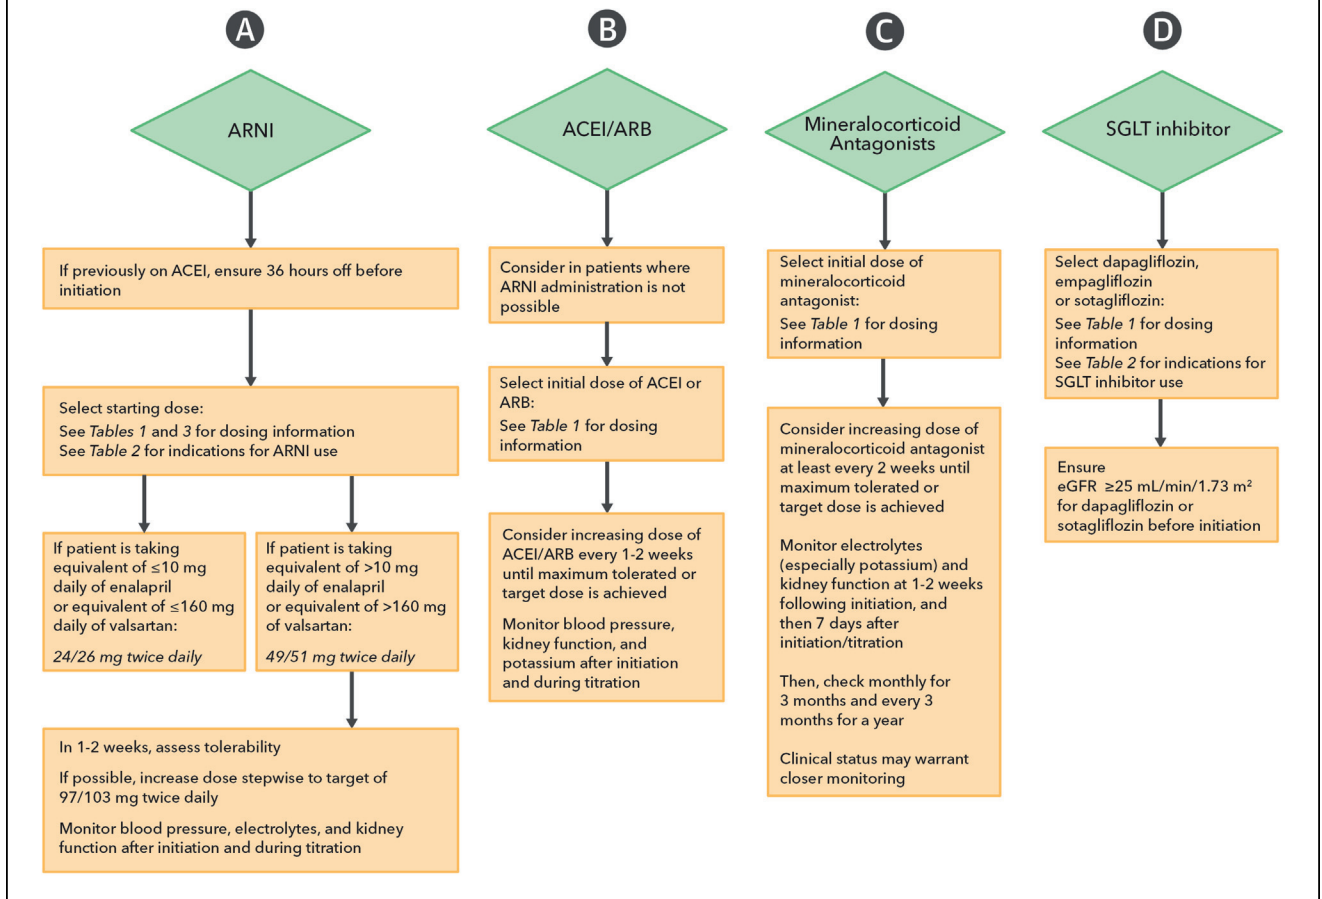 A
ARNI
If previously on ACEI, ensure 36 hours off before
initiation
Select starting dose:
See Tables 1 and 3 for dosing information
See Table 2 for indications for ARNI use
If patient is taking
equivalent of ≤10 mg
daily of enalapril
or equivalent of ≤160 mg
daily of valsartan:
24/26 mg twice daily
If patient is taking
equivalent of >10 mg
daily of enalapril
or equivalent of >160 mg
of valsartan:
49/51 mg twice daily
In 1-2 weeks, assess tolerability
If possible, increase dose stepwise to target of
97/103 mg twice daily
Monitor blood pressure, electrolytes, and kidney
function after initiation and during titration
B
ACEI/ARB
Consider in patients where
ARNI administration is not
possible
Select initial dose of ACEI or
ARB:
See Table 1 for dosing
information
Consider increasing dose of
ACEI/ARB every 1-2 weeks
until maximum tolerated or
target dose is achieved
Monitor blood pressure,
kidney function, and
potassium after initiation
and during titration
C
Mineralocorticoid
Antagonists
Select initial dose of
mineralocorticoid
antagonist:
See Table 1 for dosing
information
Consider increasing dose of
mineralocorticoid antagonist
at least every 2 weeks until
maximum tolerated or
target dose is achieved
Monitor electrolytes
(especially potassium) and
kidney function at 1-2 weeks
following initiation, and
then 7 days after
initiation/titration
Then, check monthly for
3 months and every 3
months for a year
Clinical status may warrant
closer monitoring
D
SGLT inhibitor
Select dapagliflozin,
empagliflozin
or sotagliflozin:
See Table 1 for dosing
information
See Table 2 for indications for
SGLT inhibitor use
Ensure
eGFR ≥25 mL/min/1.73 m²
for dapagliflozin or
sotagliflozin before initiation